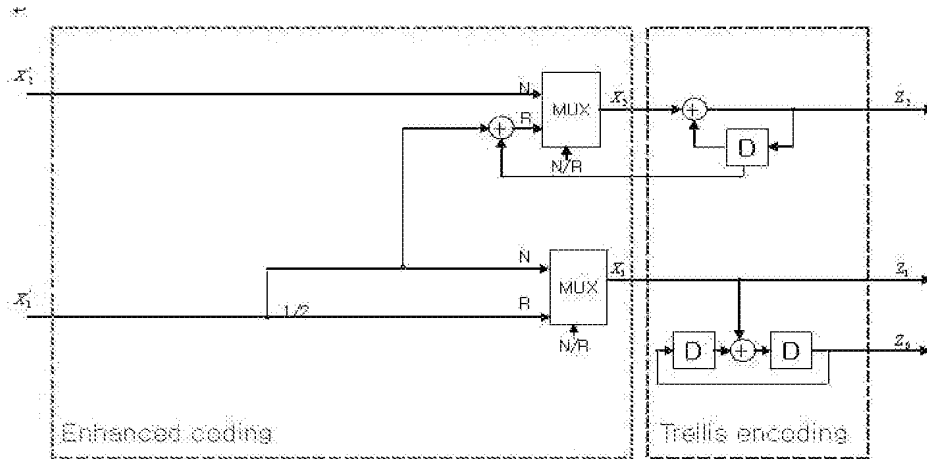 X'₂
N
MUX
X₂
Z₂
R
D
N/R
N
X₁
Z₁
MUX
X'₁
1/2
R
N/R
D
D
Z₀
Enhanced coding
Trellis encoding